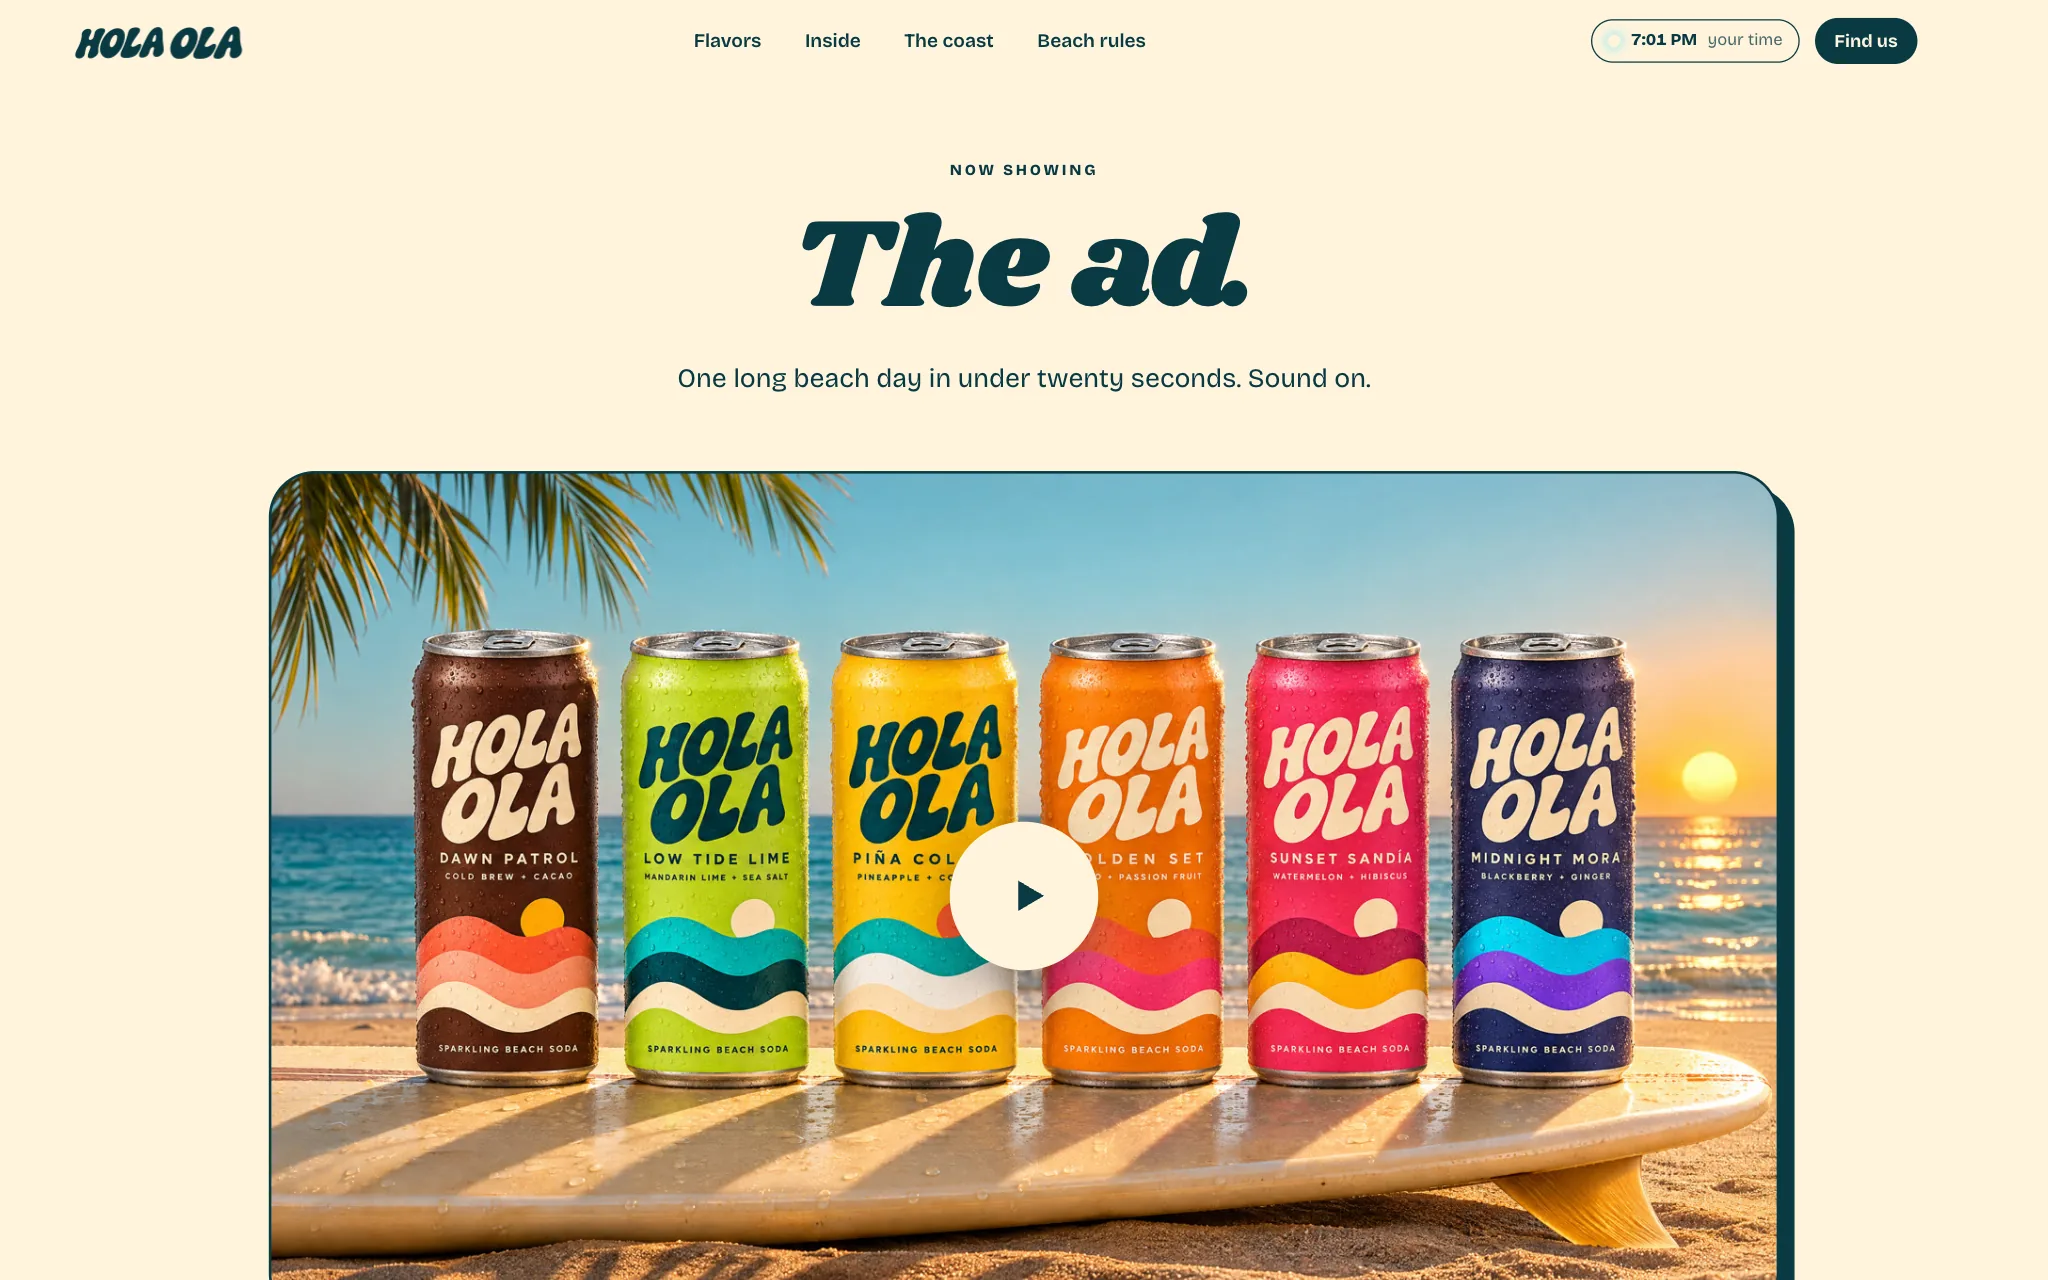 HOLA OLA
Flavors
Inside
The coast
Beach rules
7:01 PM your time
Find us
NOW SHOWING
The ad.
One long beach day in under twenty seconds. Sound on.
HOLA
OLA
DAWN PATROL
COLD BREW + CACAO
SPARKLING BEACH SODA
HOLA
OLA
LOW TIDE LIME
MANDARIN LIME + SEA SALT
SPARKLING BEACH SODA
HOLA
OLA
PIÑA
PINEAPPLE +
SPARKLING BEACH SODA
HOLA
OLA
SET
+ PASSION FRUIT
SPARKLING BEACH SODA
HOLA
OLA
SUNSET SANDÍA
WATERMELON + HIBISCUS
SPARKLING BEACH SODA
HOLA
OLA
MIDNIGHT MORA
BLACKBERRY + GINGER
SPARKLING BEACH SODA